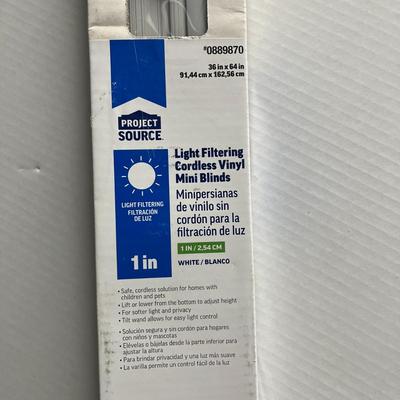 #0889870
36 in x 64 in
91,44 cm x 162,56 cm
PROJECT
SOURCE
LIGHT FILTERING
FILTRACIÓN
DE LUZ
1 in
Light Filtering
Cordless Vinyl
Mini Blinds
Minipersianas
de vinilo sin
cordón para la
filtración de luz
1 IN / 2,54 CM
WHITE / BLANCO
• Safe, cordless solution for homes with
children and pets
• Lift or lower from the bottom to adjust height
• For softer light and privacy
• Tilt wand allows for easy light control
• Solución segura y sin cordón para hogares
con niños y mascotas
• Elévelas o bájelas desde la parte inferior para
ajustar la altura
• Para brindar privacidad y una luz más suave
• La varilla permite un control fácil de la luz